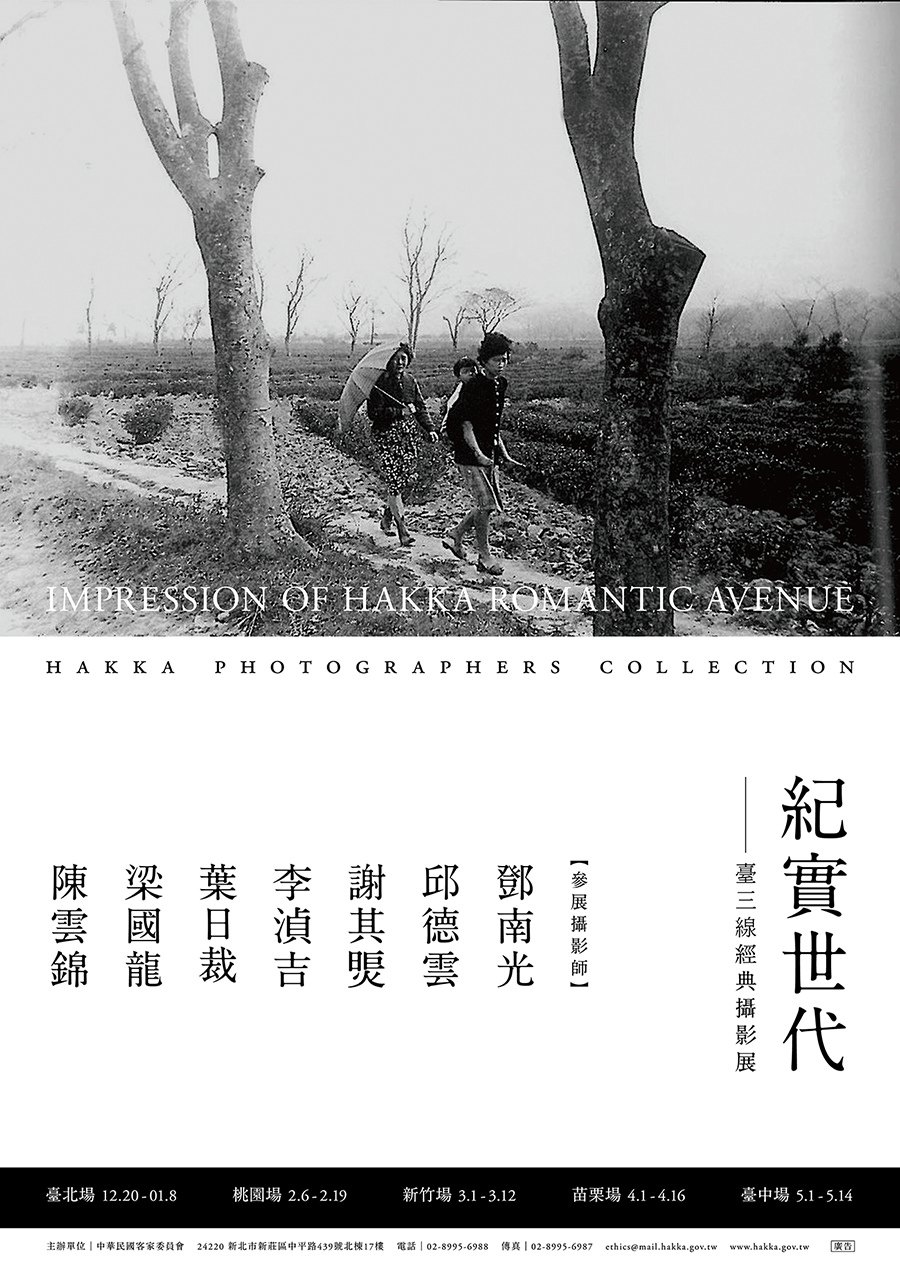 IMPRESSION OF HAKKA ROMANTIC AVENUE
HAKKA PHOTOGRAPHERS COLLECTION
紀實世代
——臺三線經典攝影展
【參展攝影師】
鄧南光
邱德雲
謝其煚
李湞吉
葉日裁
梁國龍
陳雲錦
臺北場 12.20-01.8 桃園場 2.6-2.19 新竹場 3.1-3.12 苗栗場 4.1-4.16 臺中場 5.1-5.14
主辦單位｜中華民國客家委員會 24220 新北市新莊區中平路439號北棟17樓 電話｜02-8995-6988 傳真｜02-8995-6987 ethics@mail.hakka.gov.tw www.hakka.gov.tw 廣告